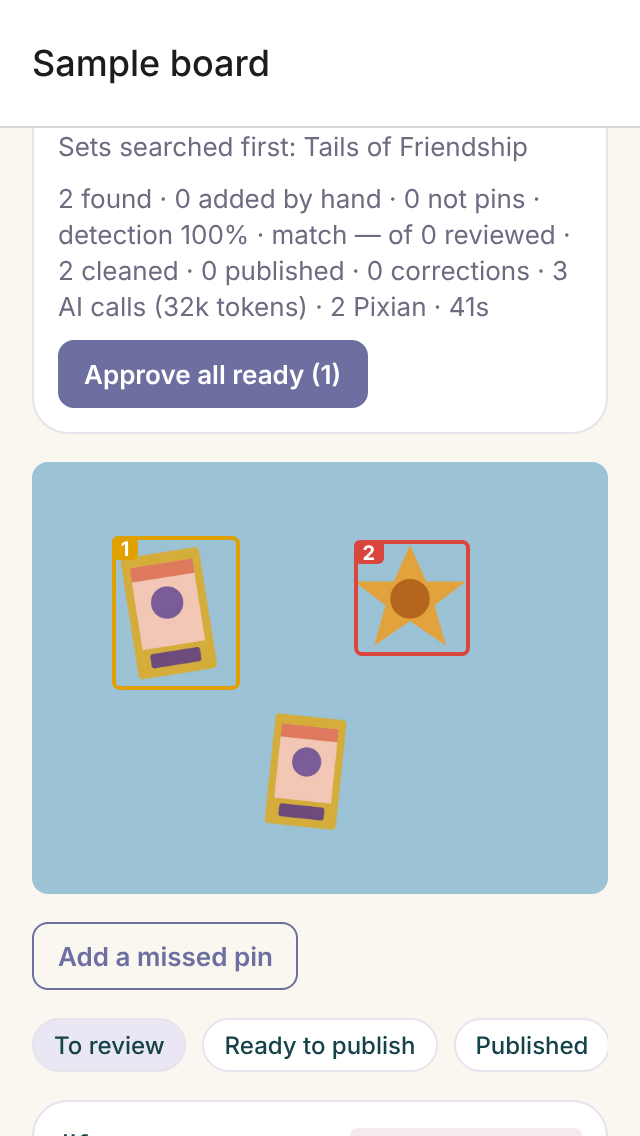 Sample board
Sets searched first: Tails of Friendship
2 found · 0 added by hand · 0 not pins ·
detection 100% · match — of 0 reviewed ·
2 cleaned · 0 published · 0 corrections · 3
AI calls (32k tokens) · 2 Pixian · 41s
Approve all ready (1)
1
2
Add a missed pin
To review
Ready to publish
Published